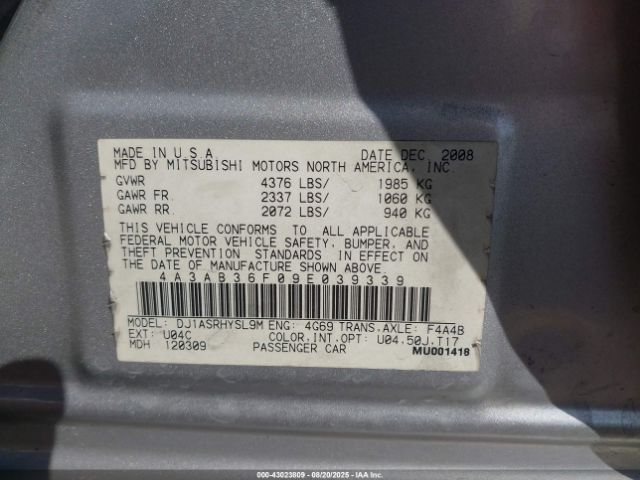 MADE IN U.S.A. DATE DEC. 2008
MFD BY MITSUBISHI MOTORS NORTH AMERICA, INC.
GVWR 4376 LBS/ 1985 KG
GAWR FR. 2337 LBS/ 1060 KG
GAWR RR. 2072 LBS/ 940 KG
THIS VEHICLE CONFORMS TO ALL APPLICABLE
FEDERAL MOTOR VEHICLE SAFETY, BUMPER, AND
THEFT PREVENTION STANDARDS IN EFFECT ON
THE DATE OF MANUFACTURE SHOWN ABOVE.
4A3AB36F09E039339
MODEL: DJ1ASRHYSL9M ENG: 4G69 TRANS.AXLE: F4A4B
EXT: U04C COLOR.INT.OPT: U04.50J.T17
MDH 120309 PASSENGER CAR MU001418
000-43023809 - 08/20/2025 - IAAI.COM